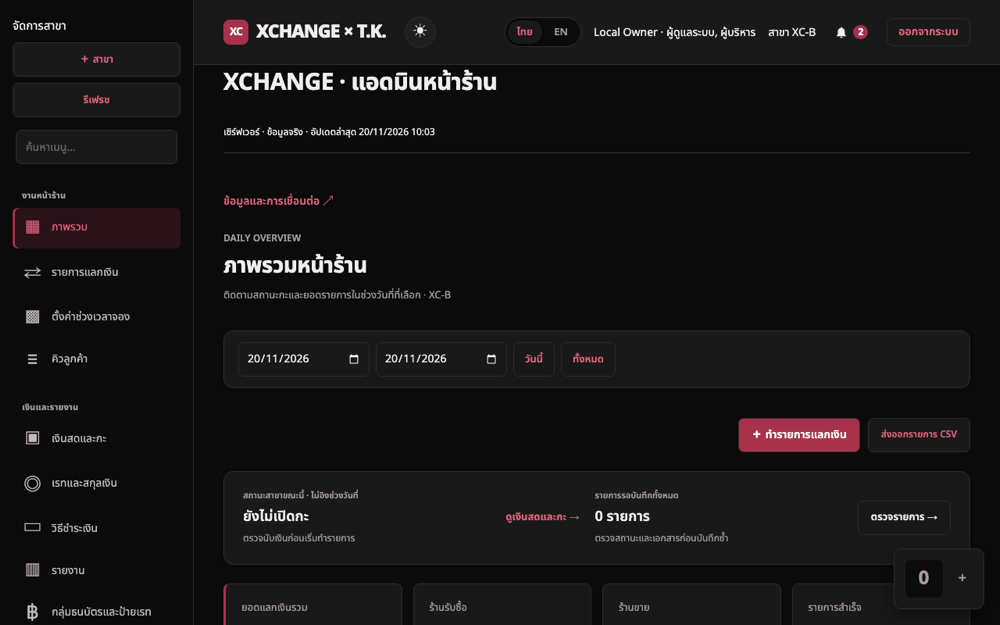 จัดการสาขา
+ สาขา
รีเฟรช
ค้นหาเมนู...
งานหน้าร้าน
ภาพรวม
รายการแลกเงิน
ตั้งค่าช่วงเวลาจอง
คิวลูกค้า
เงินและรายงาน
เงินสดและกะ
เรทและสกุลเงิน
วิธีชำระเงิน
รายงาน
฿ กลุ่มธนบัตรและป้ายเรท
XC XCHANGE × T.K.
ไทย EN
Local Owner · ผู้ดูแลระบบ, ผู้บริหาร
สาขา XC-B
2
ออกจากระบบ
XCHANGE · แอดมินหน้าร้าน
เซิร์ฟเวอร์ · ข้อมูลจริง · อัปเดตล่าสุด 20/11/2026 10:03
ข้อมูลและการเชื่อมต่อ ↗
DAILY OVERVIEW
ภาพรวมหน้าร้าน
ติดตามสถานะกะและยอดรายการในช่วงวันที่ที่เลือก · XC-B
20/11/2026 20/11/2026 วันนี้ ทั้งหมด
+ ทำรายการแลกเงิน ส่งออกรายการ CSV
สถานะสาขาขณะนี้ · ไม่อิงช่วงวันที่
ยังไม่เปิดกะ
ตรวจนับเงินก่อนเริ่มทำรายการ
ดูเงินสดและกะ →
รายการรอบันทึกทั้งหมด
0 รายการ
ตรวจสถานะและเอกสารก่อนบันทึกซ้ำ
ตรวจรายการ →
0 +
ยอดแลกเงินรวม ร้านรับซื้อ ร้านขาย รายการสำเร็จ